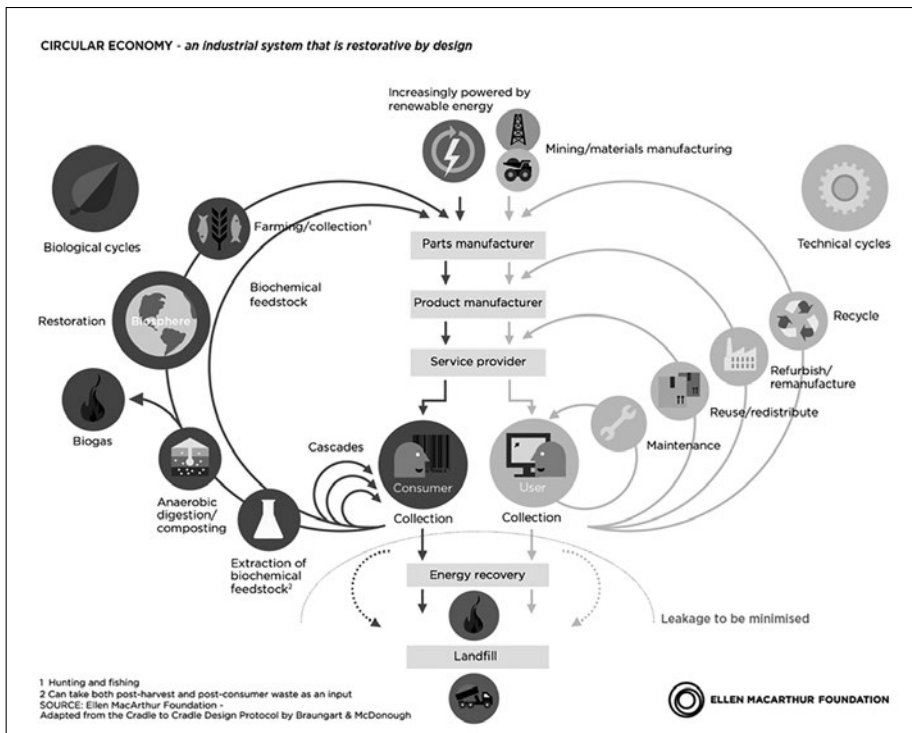 CIRCULAR ECONOMY - an industrial system that is restorative by design
Increasingly powered by
renewable energy
Mining/materials manufacturing
Biological cycles
Technical cycles
Farming/collection¹
Parts manufacturer
Biochemical
feedstock
Product manufacturer
Restoration
Biosphere
Recycle
Service provider
Refurbish/
remanufacture
Reuse/redistribute
Biogas
Maintenance
Cascades
Consumer
User
Anaerobic
digestion/
composting
Collection
Collection
Extraction of
biochemical
feedstock²
Energy recovery
Leakage to be minimised
Landfill
1 Hunting and fishing
2 Can take both post-harvest and post-consumer waste as an input
SOURCE: Ellen MacArthur Foundation -
Adapted from the Cradle to Cradle Design Protocol by Braungart & McDonough
ELLEN MACARTHUR FOUNDATION